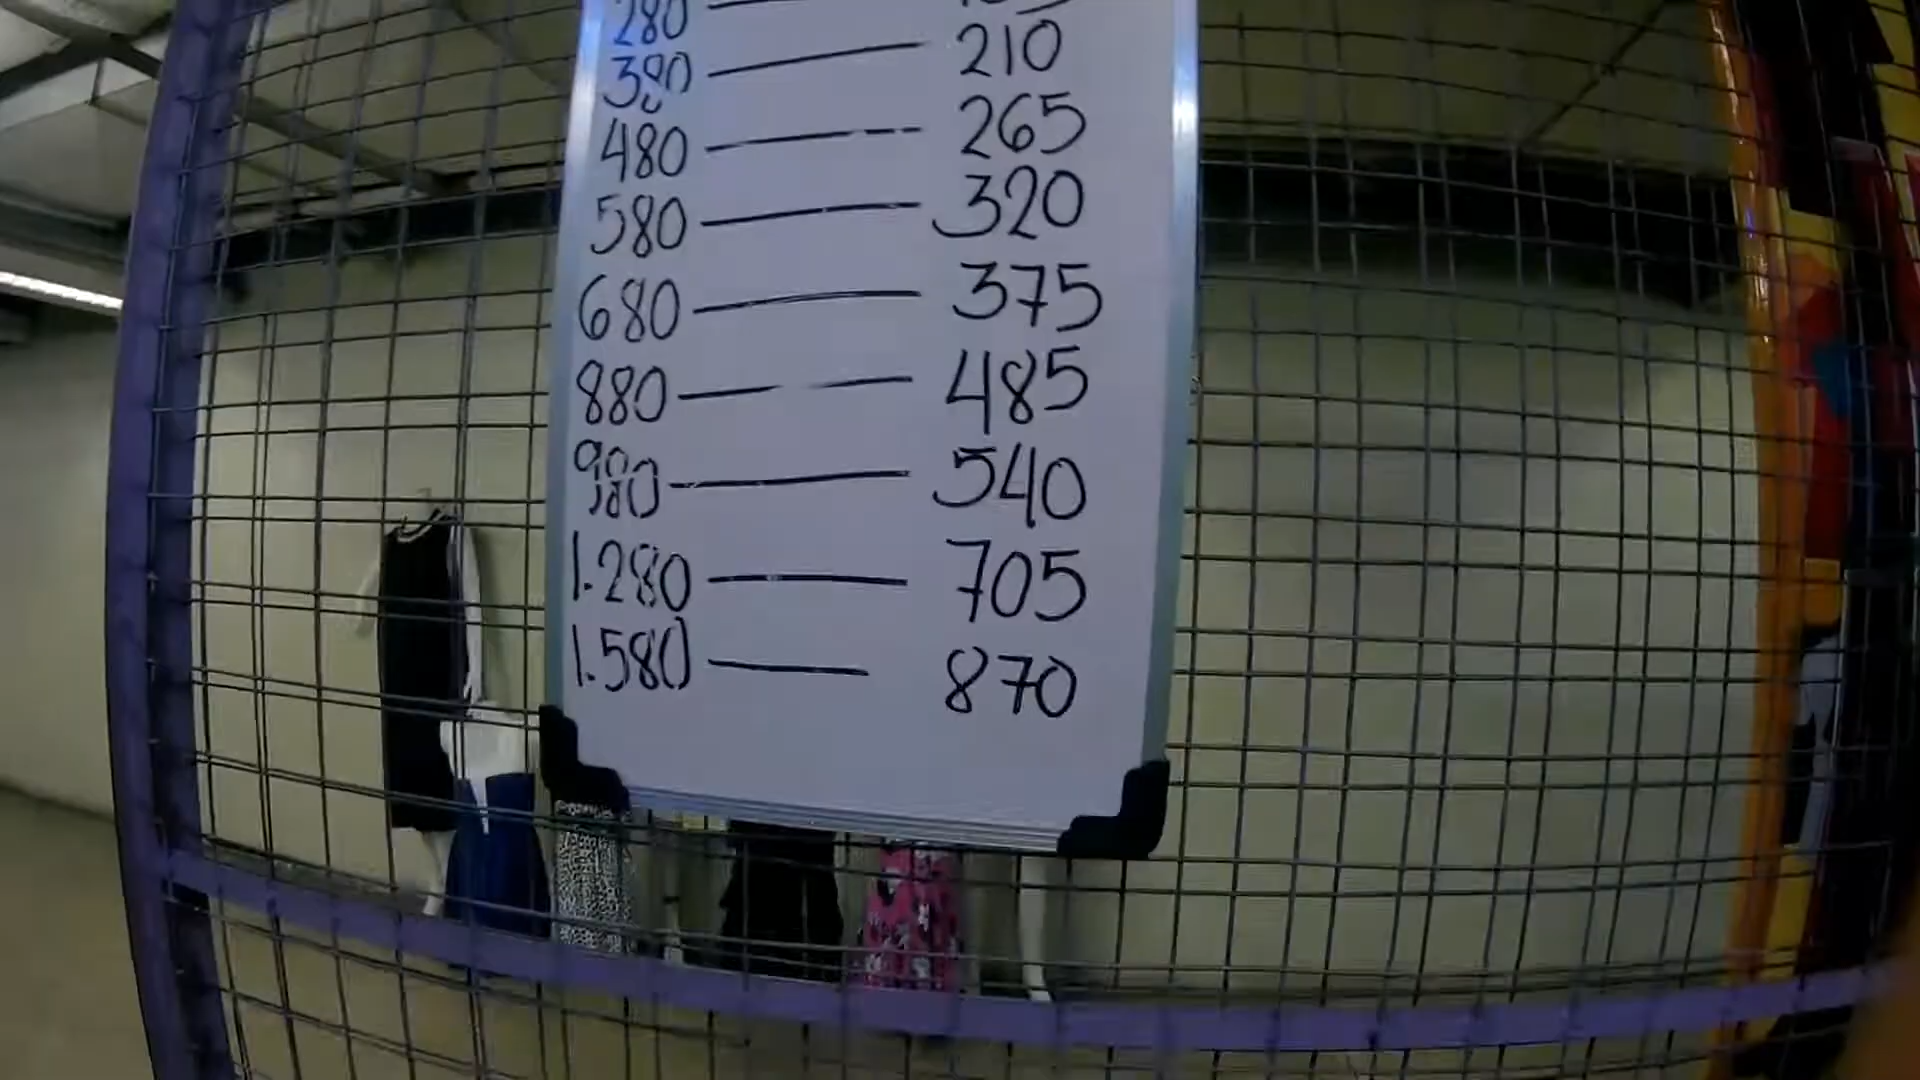 280
380 — 210
480 — 265
580 — 320
680 — 375
880 — 485
980 — 540
1.280 — 705
1.580 — 870